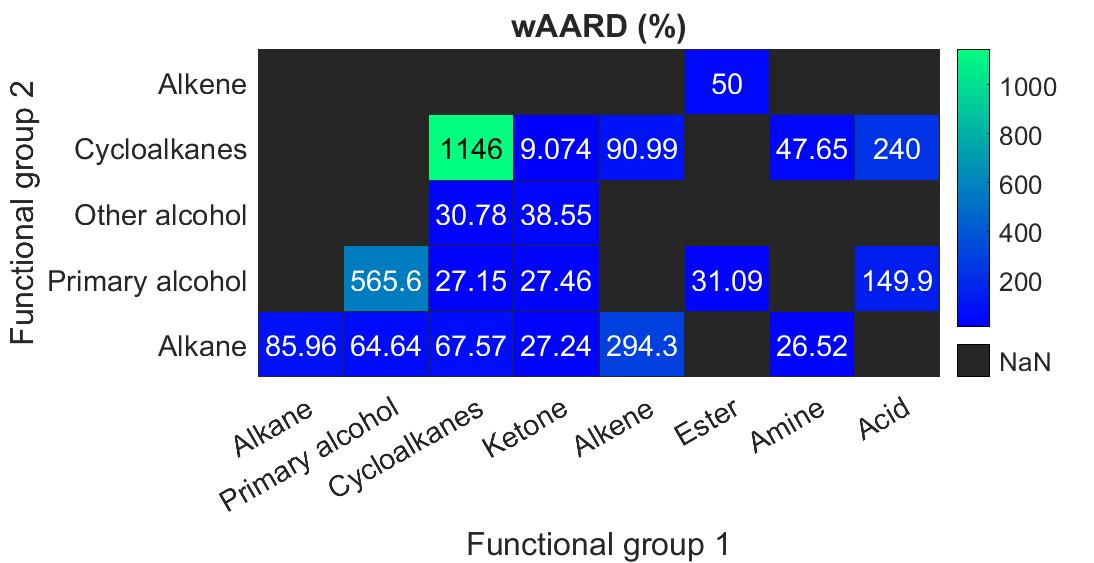 wAARD (%)
Functional group 2
Alkene 50
Cycloalkanes 1146 9.074 90.99 47.65 240
Other alcohol 30.78 38.55
Primary alcohol 565.6 27.15 27.46 31.09 149.9
Alkane 85.96 64.64 67.57 27.24 294.3 26.52
Alkane Primary alcohol Cycloalkanes Ketone Alkene Ester Amine Acid
Functional group 1
1000
800
600
400
200
NaN